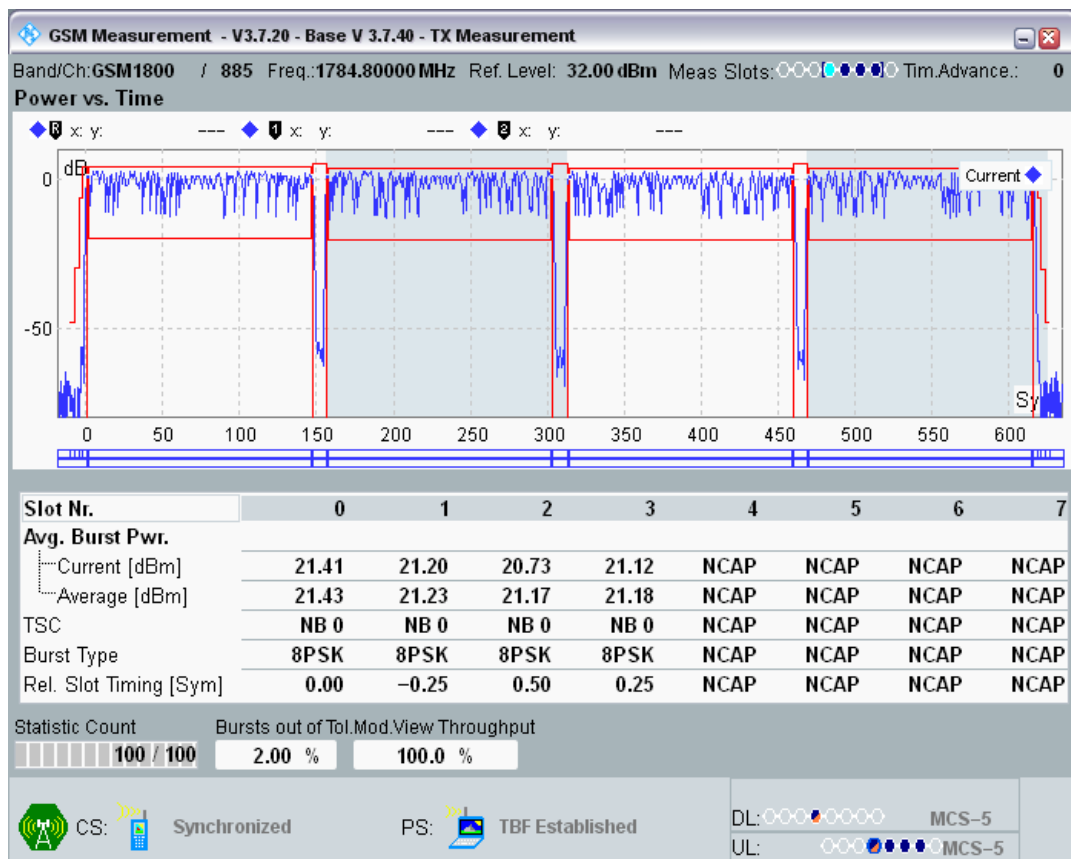 GSM Measurement - V3.7.20 - Base V 3.7.40 - TX Measurement
Band/Ch:GSM1800 / 885 Freq.:1784.80000 MHz Ref. Level: 32.00 dBm Meas Slots: Tim.Advance.: 0
Power vs. Time
R x: y: --- 1 x: y: --- 2 x: y: ---
dB
0
Current
-50
Sy
0 50 100 150 200 250 300 350 400 450 500 550 600
Slot Nr. 0 1 2 3 4 5 6 7
Avg. Burst Pwr.
Current [dBm] 21.41 21.20 20.73 21.12 NCAP NCAP NCAP NCAP
Average [dBm] 21.43 21.23 21.17 21.18 NCAP NCAP NCAP NCAP
TSC NB 0 NB 0 NB 0 NB 0 NCAP NCAP NCAP NCAP
Burst Type 8PSK 8PSK 8PSK 8PSK NCAP NCAP NCAP NCAP
Rel. Slot Timing [Sym] 0.00 −0.25 0.50 0.25 NCAP NCAP NCAP NCAP
Statistic Count Bursts out of Tol. Mod.View Throughput
100 / 100 2.00 % 100.0 %
CS: Synchronized PS: TBF Established
DL: MCS−5
UL: MCS−5